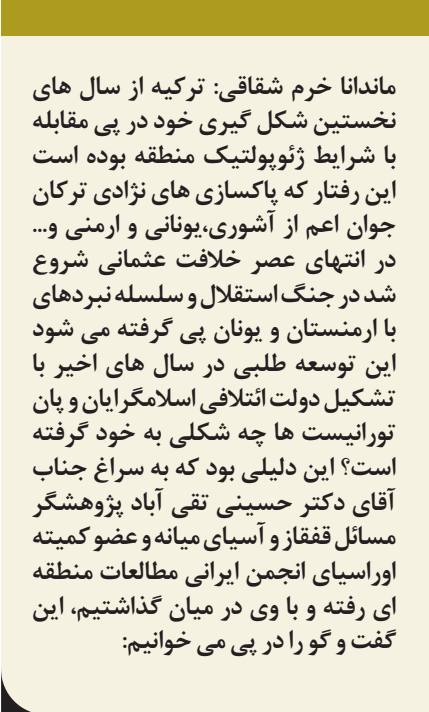 ماندانا خرم شقاقی: ترکیه از سال های
نخستین شکل گیری خود در پی مقابله
با شرایط ژئوپولتیک منطقه بوده است
این رفتار که پاکسازی های نژادی ترکان
جوان اعم از آشوری،یونانی و ارمنی و...
در انتهای عصر خلافت عثمانی شروع
شد در جنگ استقلال و سلسله نبردهای
با ارمنستان و یونان پی گرفته می شود
این توسعه طلبی در سال های اخیر با
تشکیل دولت ائتلافی اسلامگرایان و پان
تورانیست ها چه شکلی به خود گرفته
است؟ این دلیلی بود که به سراغ جناب
آقای دکتر حسینی تقی آباد پژوهشگر
مسائل قفقاز و آسیای میانه و عضو کمیته
اوراسیای انجمن ایرانی مطالعات منطقه
ای رفته و با وی در میان گذاشتیم، این
گفت و گو را در پی می خوانیم: